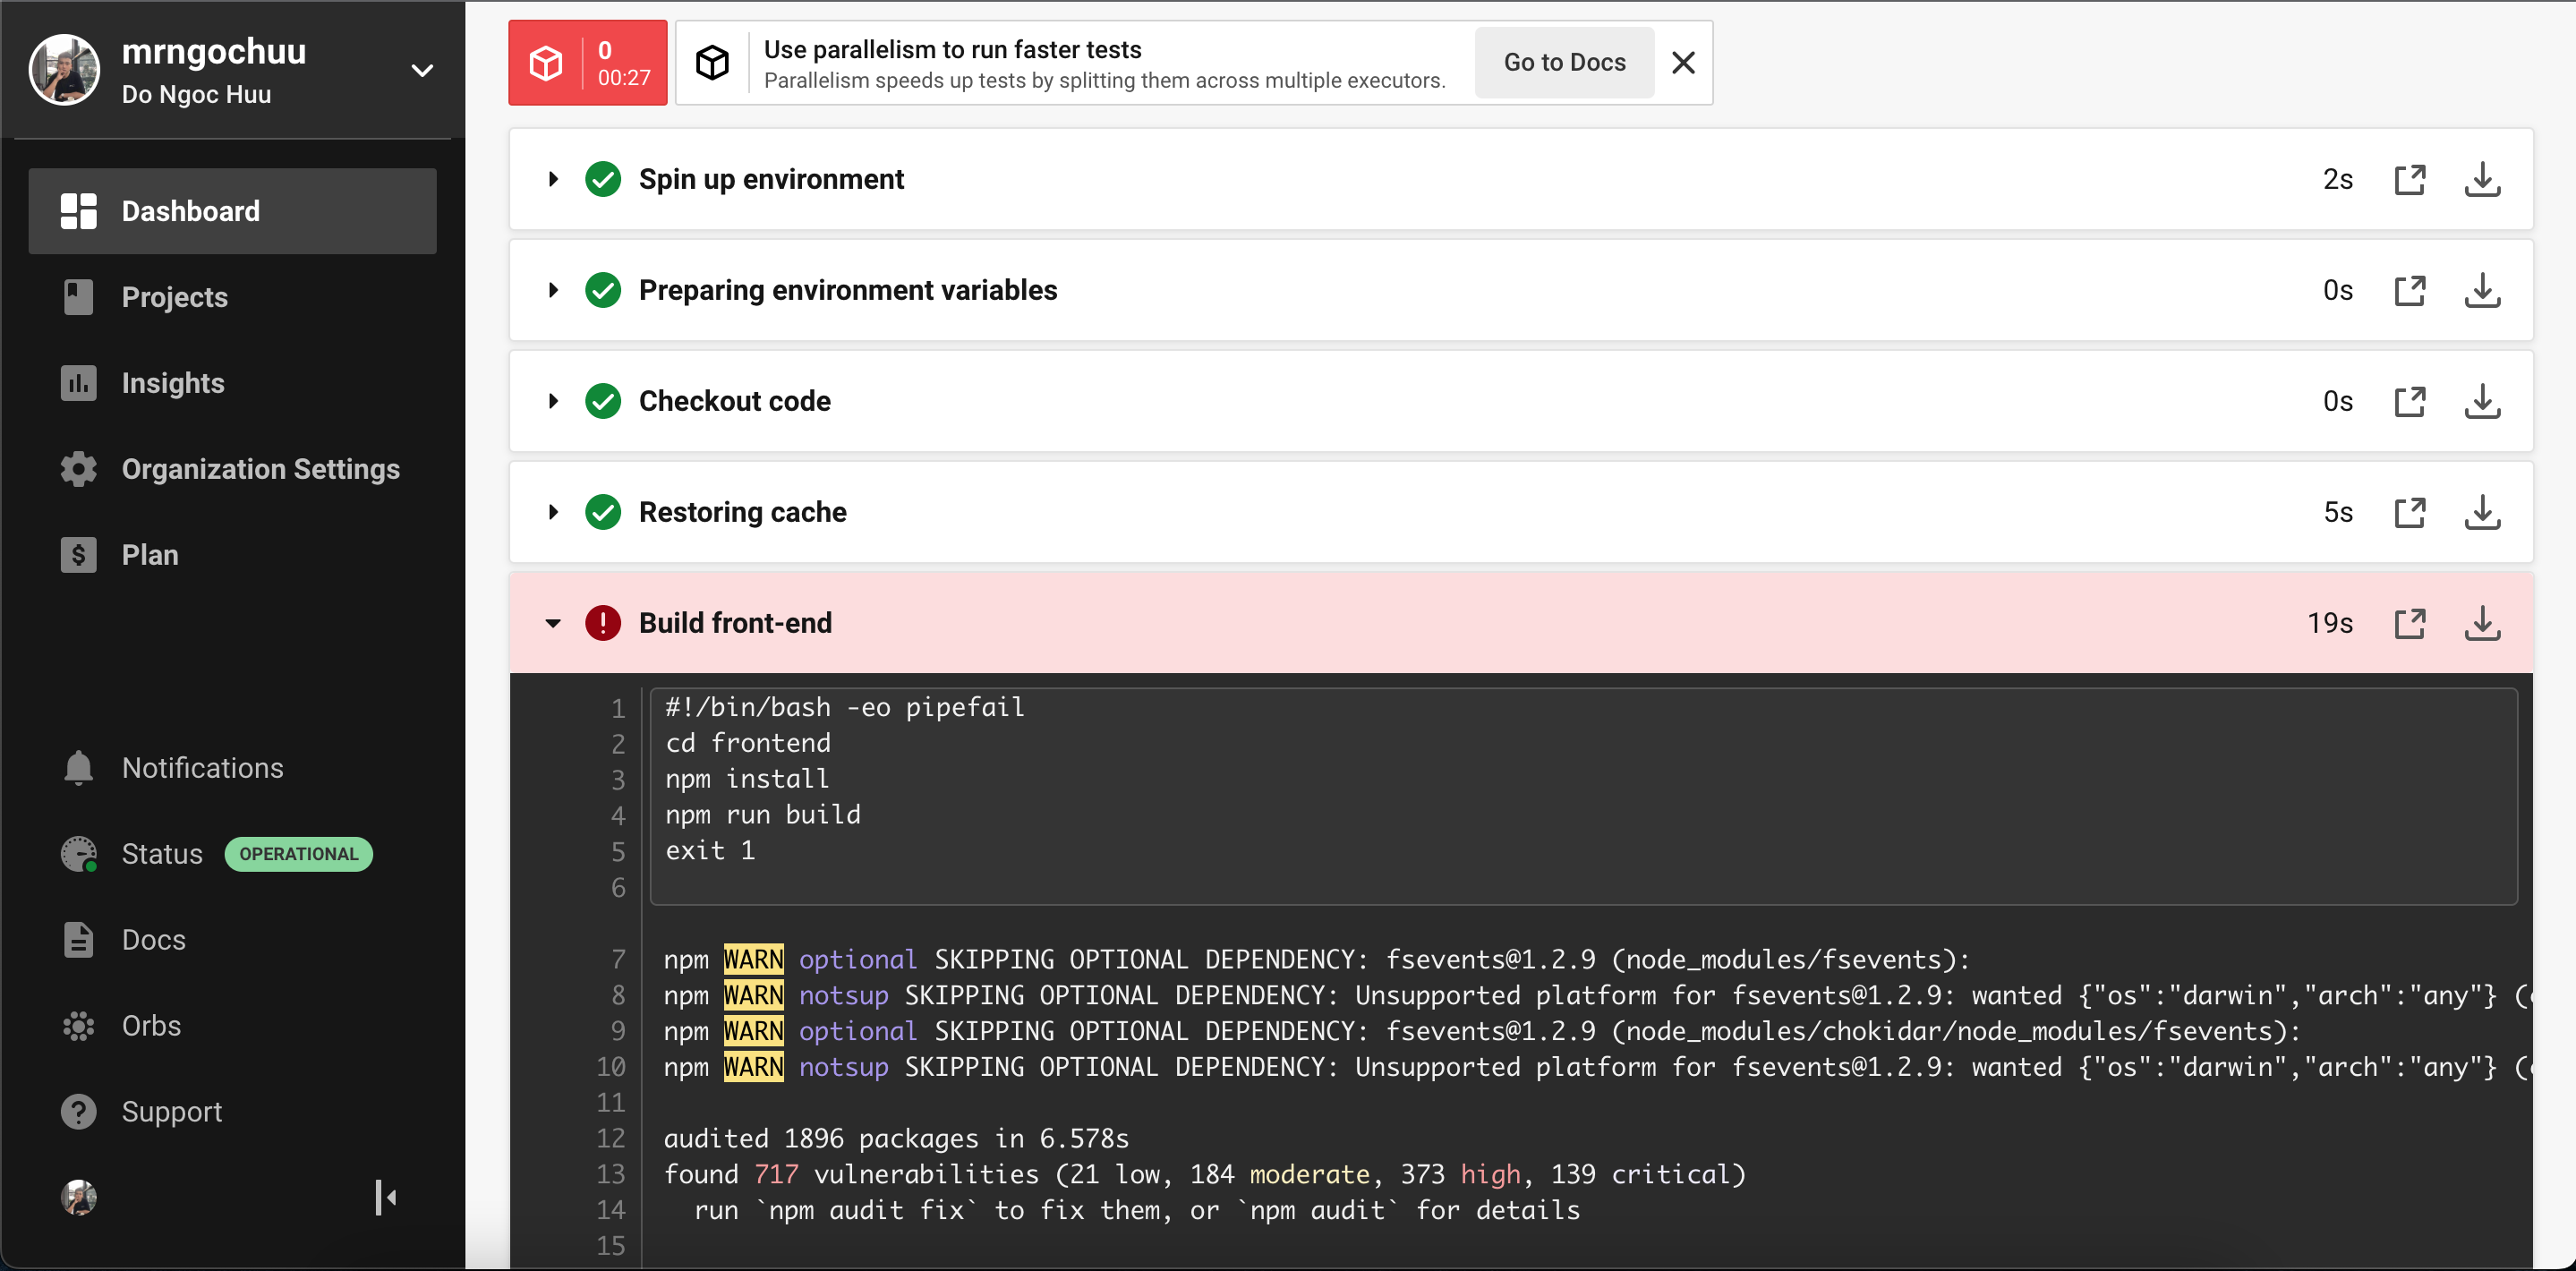 mrngochuu
Do Ngoc Huu
Dashboard
Projects
Insights
Organization Settings
Plan
Notifications
Status OPERATIONAL
Docs
Orbs
Support
0
00:27
Use parallelism to run faster tests
Parallelism speeds up tests by splitting them across multiple executors.
Go to Docs
Spin up environment 2s
Preparing environment variables 0s
Checkout code 0s
Restoring cache 5s
Build front-end 19s
1 #!/bin/bash -eo pipefail
2 cd frontend
3 npm install
4 npm run build
5 exit 1
6
7 npm WARN optional SKIPPING OPTIONAL DEPENDENCY: fsevents@1.2.9 (node_modules/fsevents):
8 npm WARN notsup SKIPPING OPTIONAL DEPENDENCY: Unsupported platform for fsevents@1.2.9: wanted {"os":"darwin","arch":"any"} (
9 npm WARN optional SKIPPING OPTIONAL DEPENDENCY: fsevents@1.2.9 (node_modules/chokidar/node_modules/fsevents):
10 npm WARN notsup SKIPPING OPTIONAL DEPENDENCY: Unsupported platform for fsevents@1.2.9: wanted {"os":"darwin","arch":"any"} (
11
12 audited 1896 packages in 6.578s
13 found 717 vulnerabilities (21 low, 184 moderate, 373 high, 139 critical)
14 run `npm audit fix` to fix them, or `npm audit` for details
15